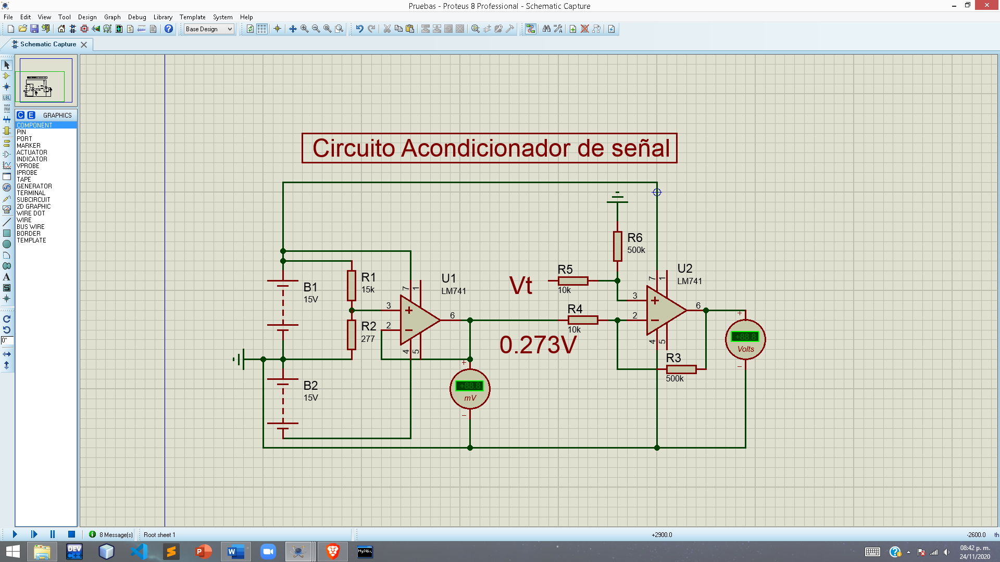 Pruebas - Proteus 8 Professional - Schematic Capture
File Edit View Tool Design Graph Debug Library Template System Help
Base Design
Schematic Capture
C E GRAPHICS
COMPONENT
PIN
PORT
MARKER
ACTUATOR
INDICATOR
VPROBE
IPROBE
TAPE
GENERATOR
TERMINAL
SUBCIRCUIT
2D GRAPHIC
WIRE DOT
WIRE
BUS WIRE
BORDER
TEMPLATE
LBL
A
S
0°
Circuito Acondicionador de señal
R6
500k
R5
10k
Vt
U2
LM741
7
1
3
2
6
4
5
R4
10k
R3
500k
+88.8
Volts
B1
15V
R1
15k
R2
277
U1
LM741
7
1
3
2
6
4
5
0.273V
+88.8
mV
B2
15V
8 Message(s)
Root sheet 1
+2900.0
-2600.0
th
DEV
C++
P
W
MySQL
08:42 p. m.
24/11/2020